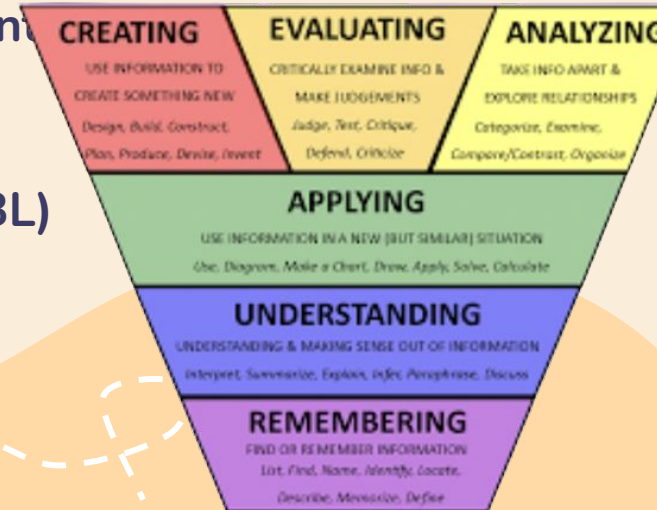 CREATING
USE INFORMATION TO
CREATE SOMETHING NEW
Design, Build, Construct,
Plan, Produce, Devise, Invent
EVALUATING
CRITICALLY EXAMINE INFO &
MAKE JUDGEMENTS
Judge, Test, Critique,
Defend, Criticize
ANALYZING
TAKE INFO APART &
EXPLORE RELATIONSHIPS
Categorize, Examine,
Compare/Contrast, Organize
BL)
APPLYING
USE INFORMATION IN A NEW (BUT SIMILAR) SITUATION
Use, Diagram, Make a Chart, Draw, Apply, Solve, Calculate
UNDERSTANDING
UNDERSTANDING & MAKING SENSE OUT OF INFORMATION
Interpret, Summarize, Explain, Infer, Paraphrase, Discuss
REMEMBERING
FIND OR REMEMBER INFORMATION
List, Find, Name, Identify, Locate,
Describe, Memorize, Define